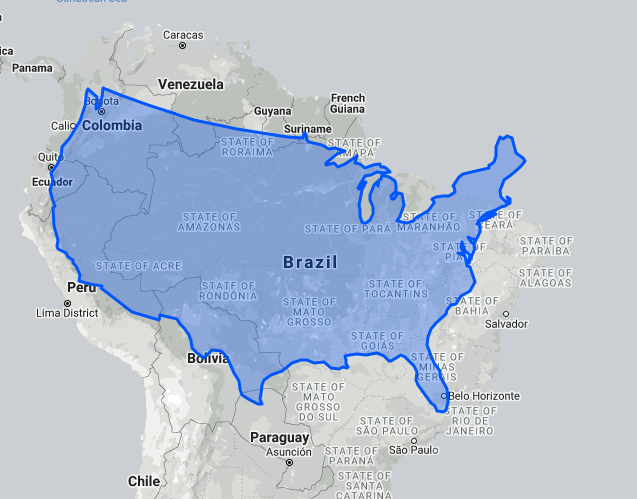 Caribbean Sea
Caracas
Panama
Venezuela
Guyana
French
Guiana
Suriname
Bogota
Cali
Colombia
STATE OF
RORAIMA
STATE OF
AMAPÁ
Quito
Ecuador
STATE OF
AMAZONAS
STATE OF PARÁ
STATE OF
MARANHÃO
STATE OF
CEARÁ
STATE OF
PIA
STATE OF
PARAÍBA
STATE OF
ALAGOAS
STATE OF ACRE
Brazil
Peru
Lima District
STATE OF
RONDÔNIA
STATE OF
MATO
GROSSO
STATE OF
TOCANTINS
STATE OF
BAHIA
Salvador
Bolivia
STATE OF
GOIÁS
STATE OF
MINAS
GERAIS
STATE OF
MATO
GROSSO
DO SUL
Belo Horizonte
STATE OF
RIO DE
JANEIRO
STATE OF
SÃO PAULO
São Paulo
Paraguay
Asunción
STATE OF
PARANÁ
STATE OF
SANTA
CATARINA
Chile